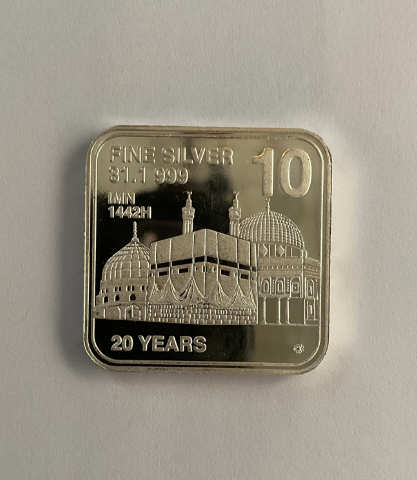 FINE SILVER 10
31.1 999
IMN
1442H
20 YEARS